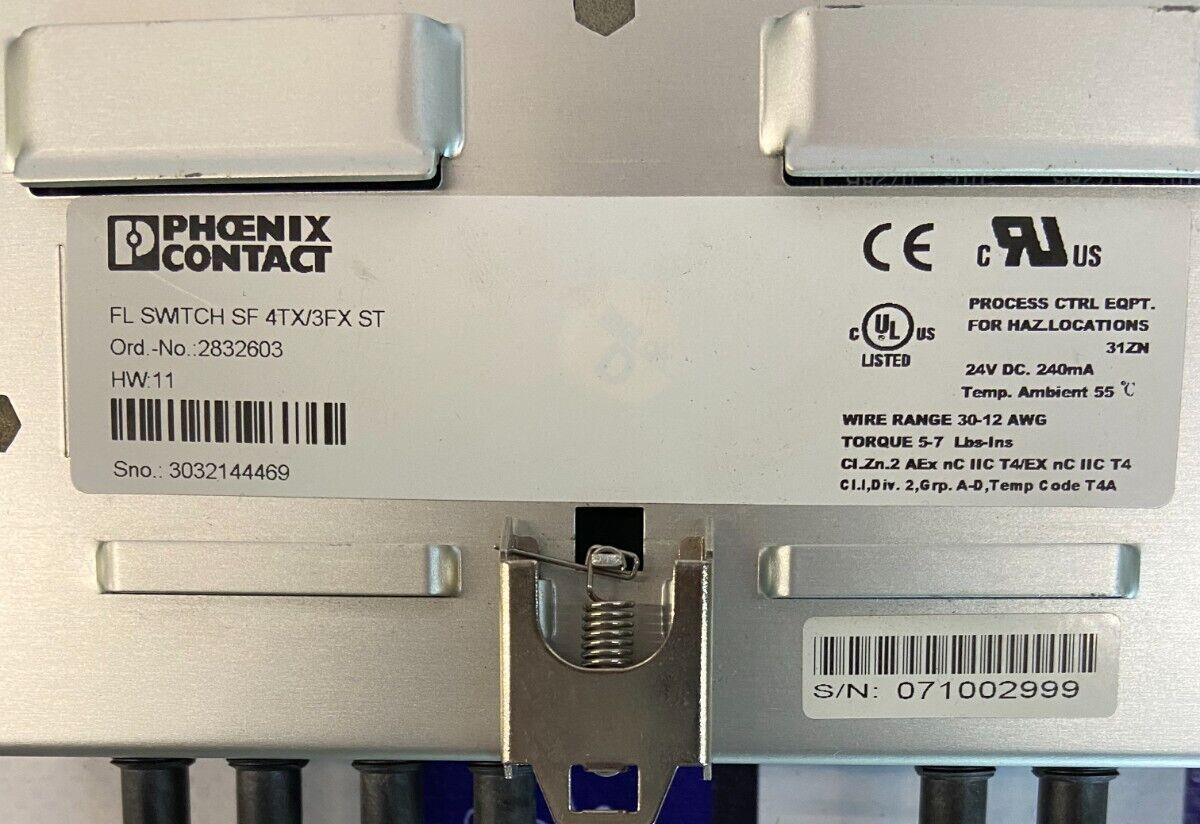 PHŒNIX
CONTACT
FL SWITCH SF 4TX/3FX ST
Ord.-No.:2832603
HW:11
Sno.: 3032144469
CE
c RU US
c UL US
LISTED
PROCESS CTRL EQPT.
FOR HAZ.LOCATIONS
31ZN
24V DC. 240mA
Temp. Ambient 55 ℃
WIRE RANGE 30-12 AWG
TORQUE 5-7 Lbs-Ins
Cl.Zn.2 AEx nC IIC T4/EX nC IIC T4
Cl.I,Div. 2,Grp. A-D,Temp Code T4A
S/N: 071002999